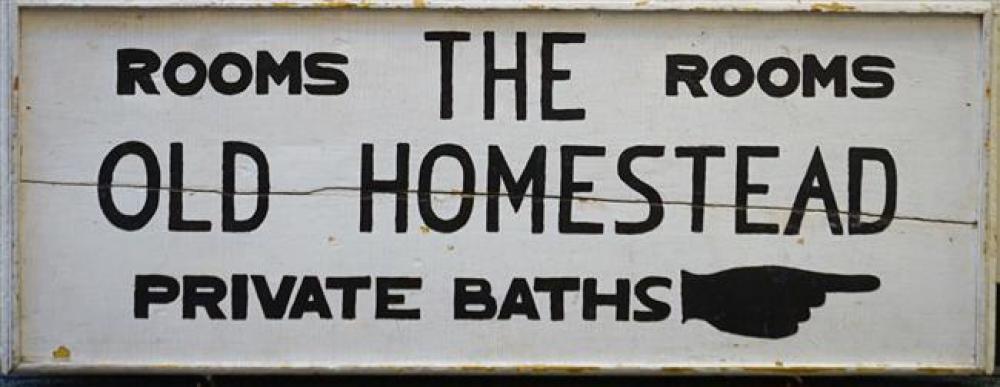 ROOMS THE ROOMS
OLD HOMESTEAD
PRIVATE BATHS